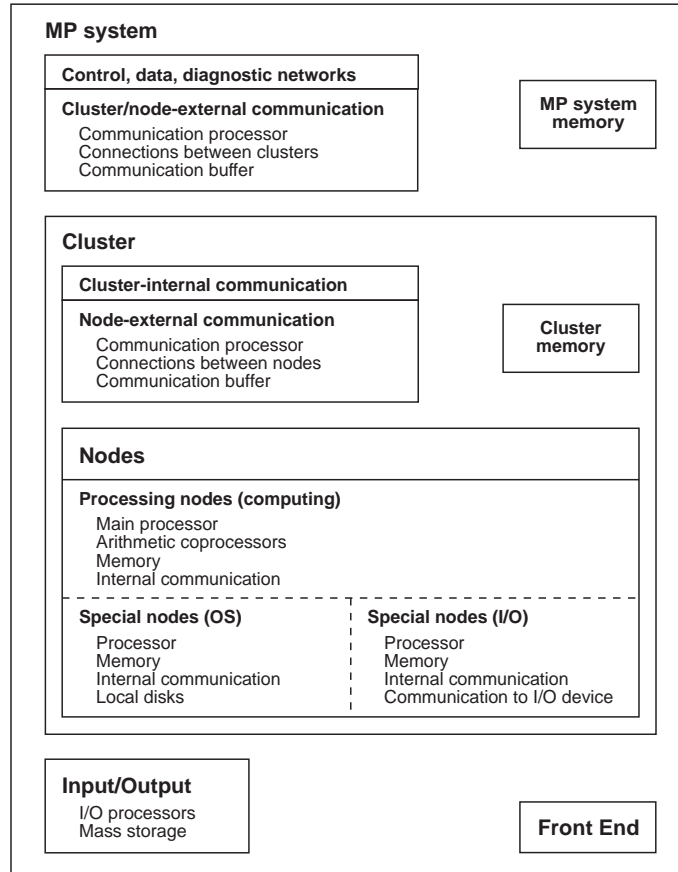 MP system
Control, data, diagnostic networks
Cluster/node-external communication
Communication processor
Connections between clusters
Communication buffer
MP system
memory
Cluster
Cluster-internal communication
Node-external communication
Communication processor
Connections between nodes
Communication buffer
Cluster
memory
Nodes
Processing nodes (computing)
Main processor
Arithmetic coprocessors
Memory
Internal communication
Special nodes (OS)
Processor
Memory
Internal communication
Local disks
Special nodes (I/O)
Processor
Memory
Internal communication
Communication to I/O device
Input/Output
I/O processors
Mass storage
Front End